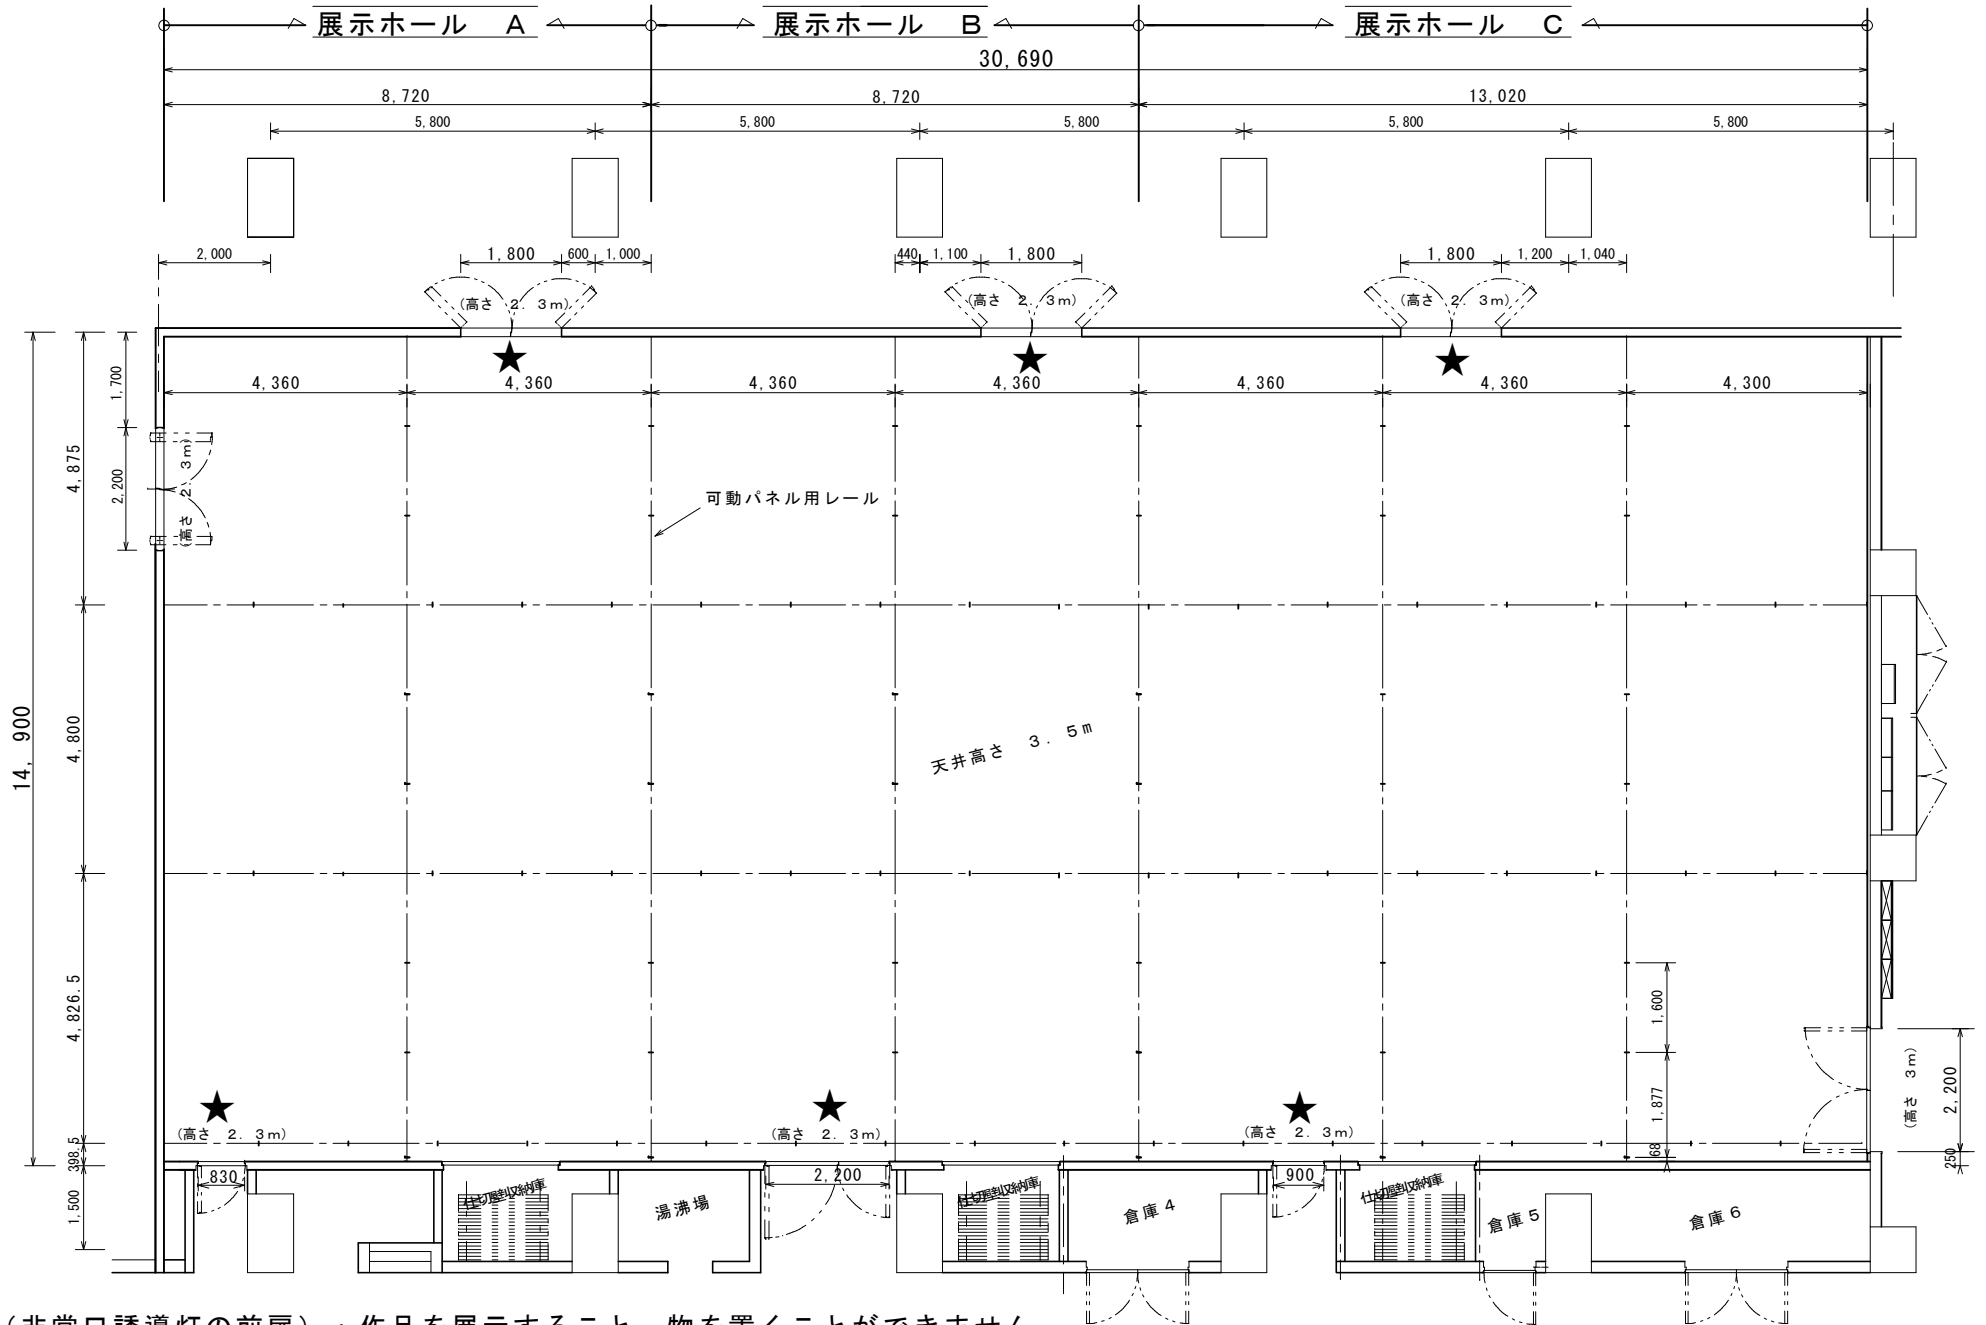 展示ホール　A
展示ホール　B
展示ホール　C
30,690
8,720
8,720
13,020
5,800
5,800
5,800
5,800
5,800
2,000
1,800
600
1,000
440
1,100
1,800
1,800
1,200
1,040
(高さ　2. 3m)
(高さ　2. 3m)
(高さ　2. 3m)
★
★
★
4,360
4,360
4,360
4,360
4,360
4,360
4,300
14,900
4,875
1,700
2,200
(高さ　2. 3m)
可動パネル用レール
4,800
天井高さ　3. 5m
4,826.5
398.5
1,500
1,600
1,877
68
(高さ　3m)
2,200
250
★
★
★
(高さ　2. 3m)
(高さ　2. 3m)
(高さ　2. 3m)
830
2,200
900
仕切壁収納庫
湯沸場
仕切壁収納庫
倉庫4
仕切壁収納庫
倉庫5
倉庫6